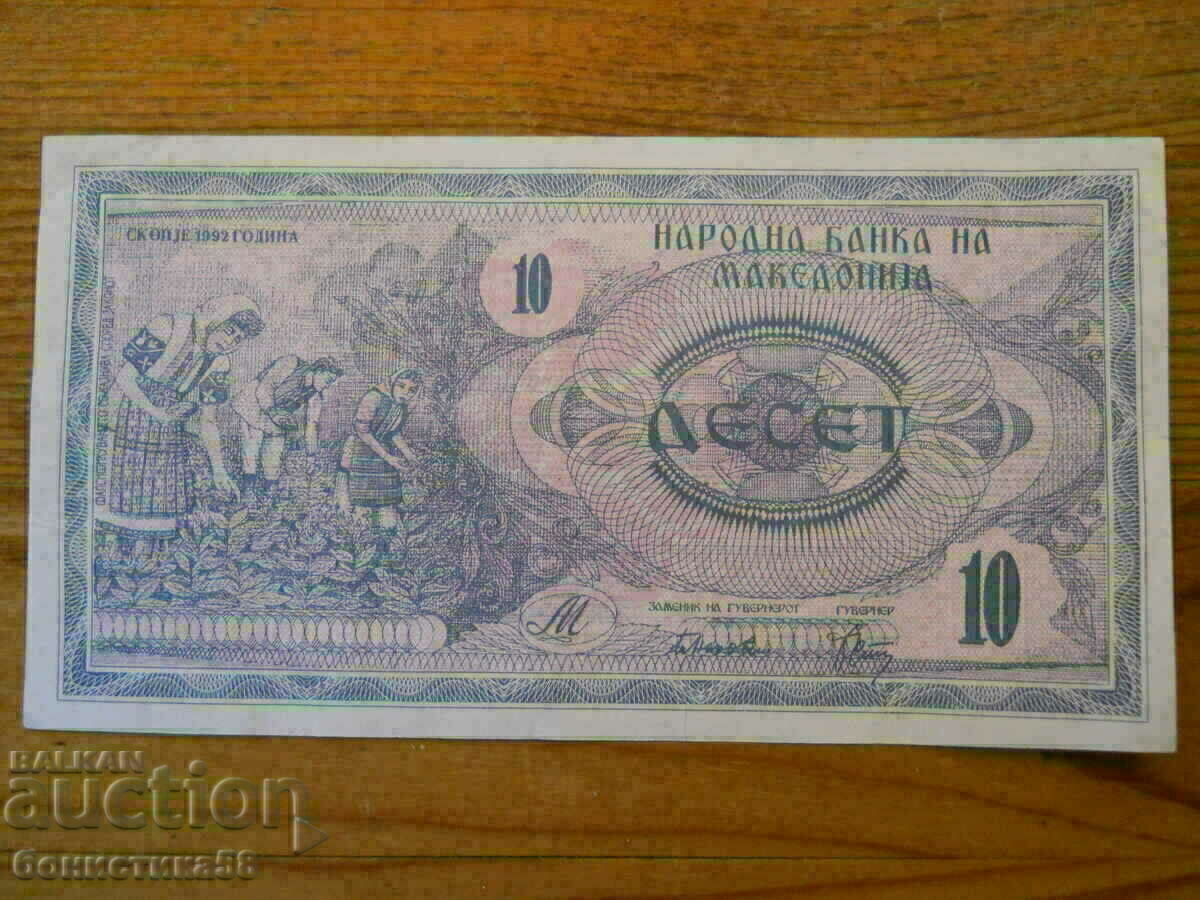 СКОПЈЕ 1992 ГОДИНА
10
НАРОДНА БАНКА НА
МАКЕДОНИЈА
ДЕСЕТ
М
ЗАМЕНИК НА ГУВЕРНЕРОТ ГУВЕРНЕР
10
BALKAN
auction
бонистика58